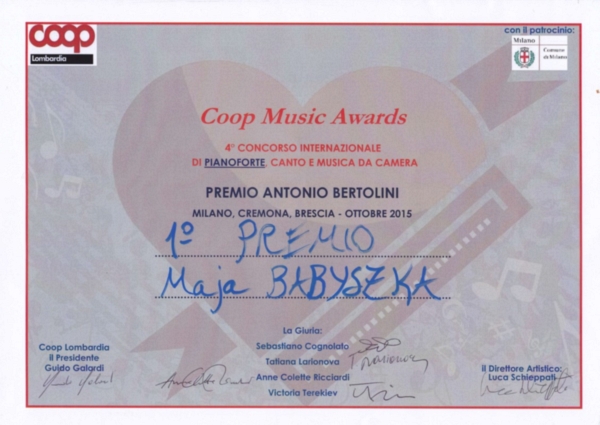 coop
Lombardia
con il patrocinio:
Milano
Comune
di Milano
Coop Music Awards
4° CONCORSO INTERNAZIONALE
DI PIANOFORTE, CANTO E MUSICA DA CAMERA
PREMIO ANTONIO BERTOLINI
MILANO, CREMONA, BRESCIA - OTTOBRE 2015
1º PREMIO
Maja BABYSZKA
La Giuria:
Sebastiano Cognolato
Tatiana Larionova
Anne Colette Ricciardi
Victoria Terekiev
Coop Lombardia
il Presidente
Guido Galardi
il Direttore Artistico:
Luca Schieppati